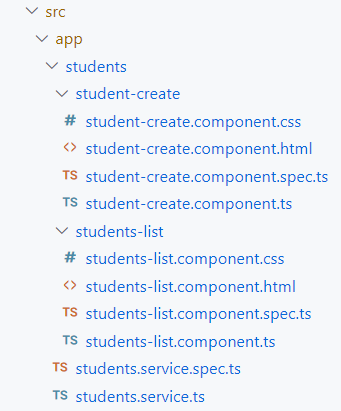 src
app
students
student-create
# student-create.component.css
<> student-create.component.html
TS student-create.component.spec.ts
TS student-create.component.ts
students-list
# students-list.component.css
<> students-list.component.html
TS students-list.component.spec.ts
TS students-list.component.ts
TS students.service.spec.ts
TS students.service.ts